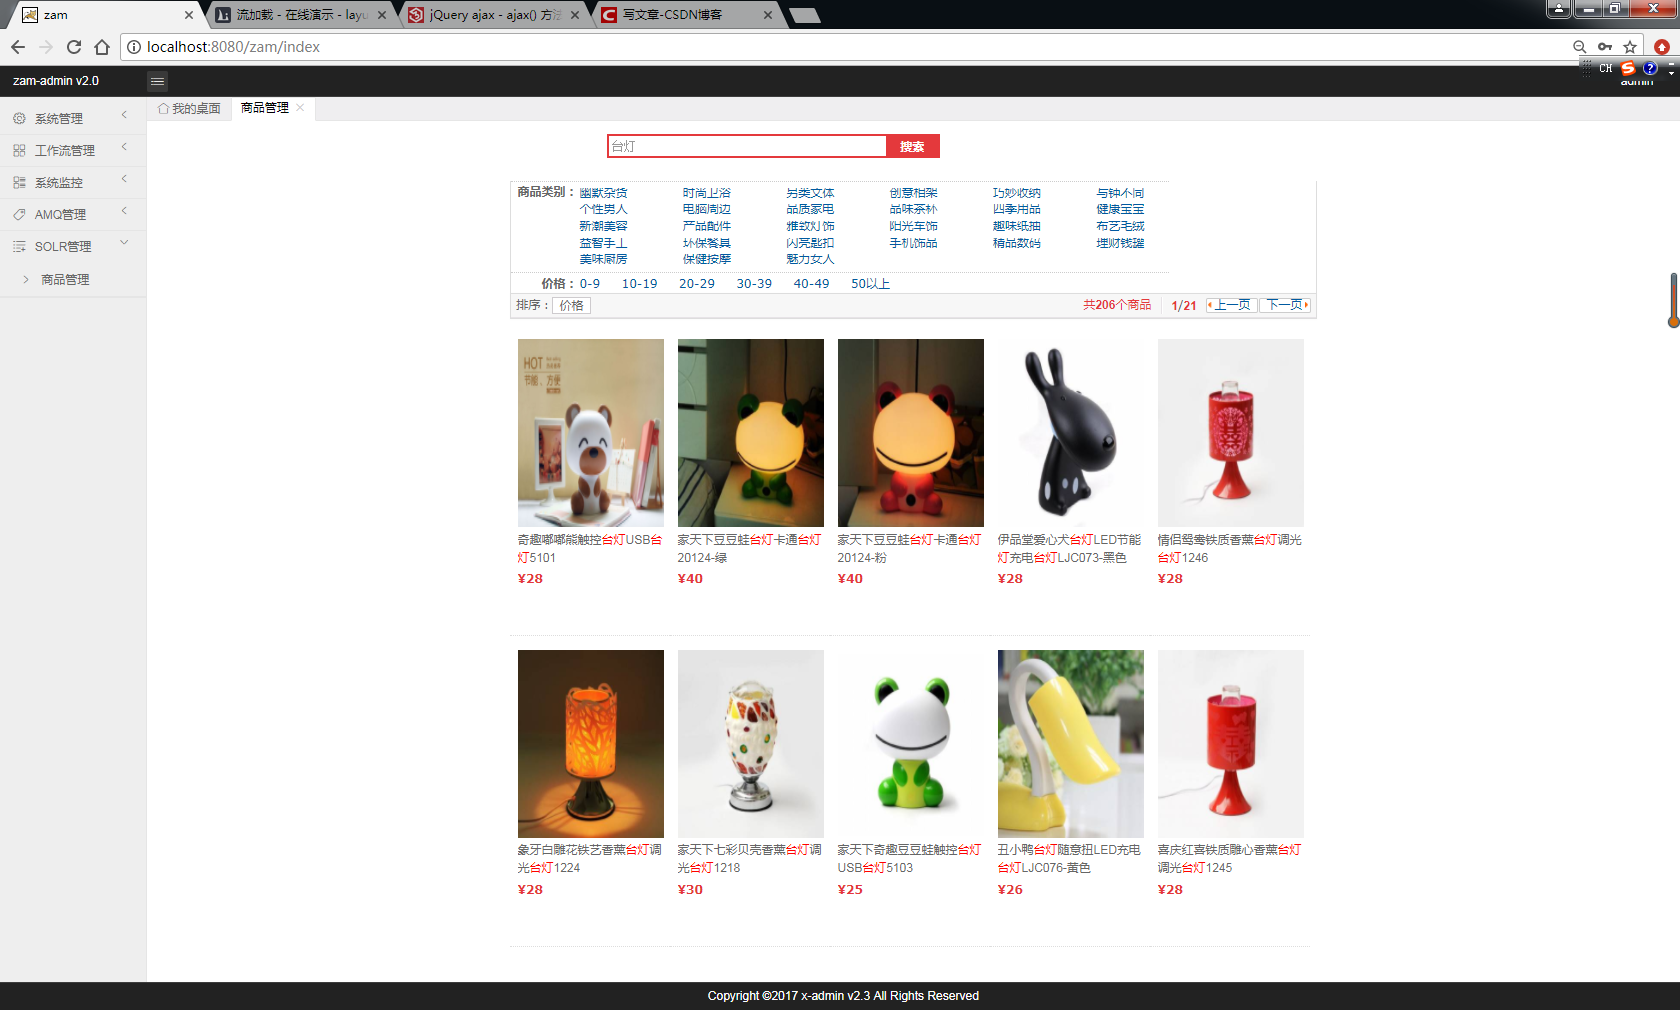 zam
流加载 - 在线演示 - layu
jQuery ajax - ajax() 方法
写文章-CSDN博客
localhost:8080/zam/index
CH
zam-admin v2.0
admin
我的桌面
商品管理
系统管理
工作流管理
系统监控
AMQ管理
SOLR管理
商品管理
台灯
搜索
商品类别：
幽默杂货 时尚卫浴 另类文体 创意相架 巧妙收纳 与钟不同
个性男人 电脑周边 品质家电 品味茶杯 四季用品 健康宝宝
新潮美容 产品配件 雅致灯饰 阳光车饰 趣味纸抽 布艺毛绒
益智手工 环保餐具 闪亮匙扣 手机饰品 精品数码 理财钱罐
美味厨房 保健按摩 魅力女人
价格： 0-9 10-19 20-29 30-39 40-49 50以上
排序： 价格
共206个商品 1/21 上一页 下一页
HOT
节能、方便
奇趣嘟嘟熊触控台灯USB台
灯5101
¥28
家天下豆豆蛙台灯卡通台灯
20124-绿
¥40
家天下豆豆蛙台灯卡通台灯
20124-粉
¥40
伊品堂爱心犬台灯LED节能
灯充电台灯LJC073-黑色
¥28
情侣鸳鸯铁质香薰台灯调光
台灯1246
¥28
象牙白雕花铁艺香薰台灯调
光台灯1224
¥28
家天下七彩贝壳香薰台灯调
光台灯1218
¥30
家天下奇趣豆豆蛙触控台灯
USB台灯5103
¥25
丑小鸭台灯随意扭LED充电
台灯LJC076-黄色
¥26
喜庆红喜铁质雕心香薰台灯
调光台灯1245
¥28
Copyright ©2017 x-admin v2.3 All Rights Reserved